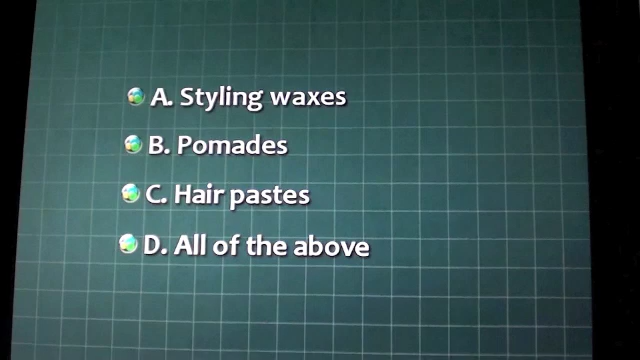 A. Styling waxes
B. Pomades
C. Hair pastes
D. All of the above